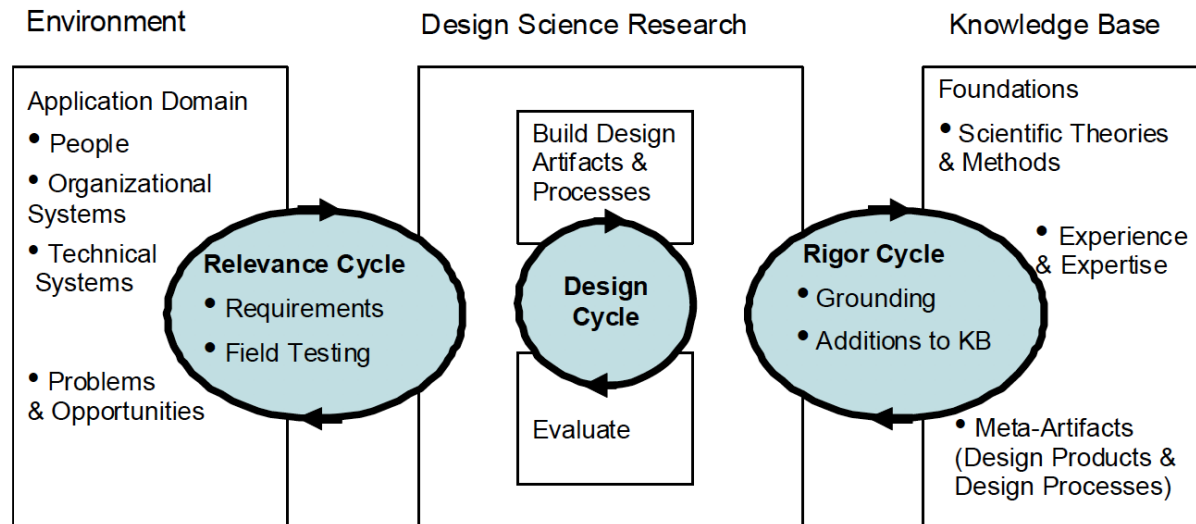 Environment
Design Science Research
Knowledge Base
Application Domain
• People
• Organizational
Systems
• Technical
Systems
• Problems
& Opportunities
Relevance Cycle
• Requirements
• Field Testing
Build Design
Artifacts &
Processes
Design
Cycle
Evaluate
Rigor Cycle
• Grounding
• Additions to KB
Foundations
• Scientific Theories
& Methods
• Experience
& Expertise
• Meta-Artifacts
(Design Products &
Design Processes)